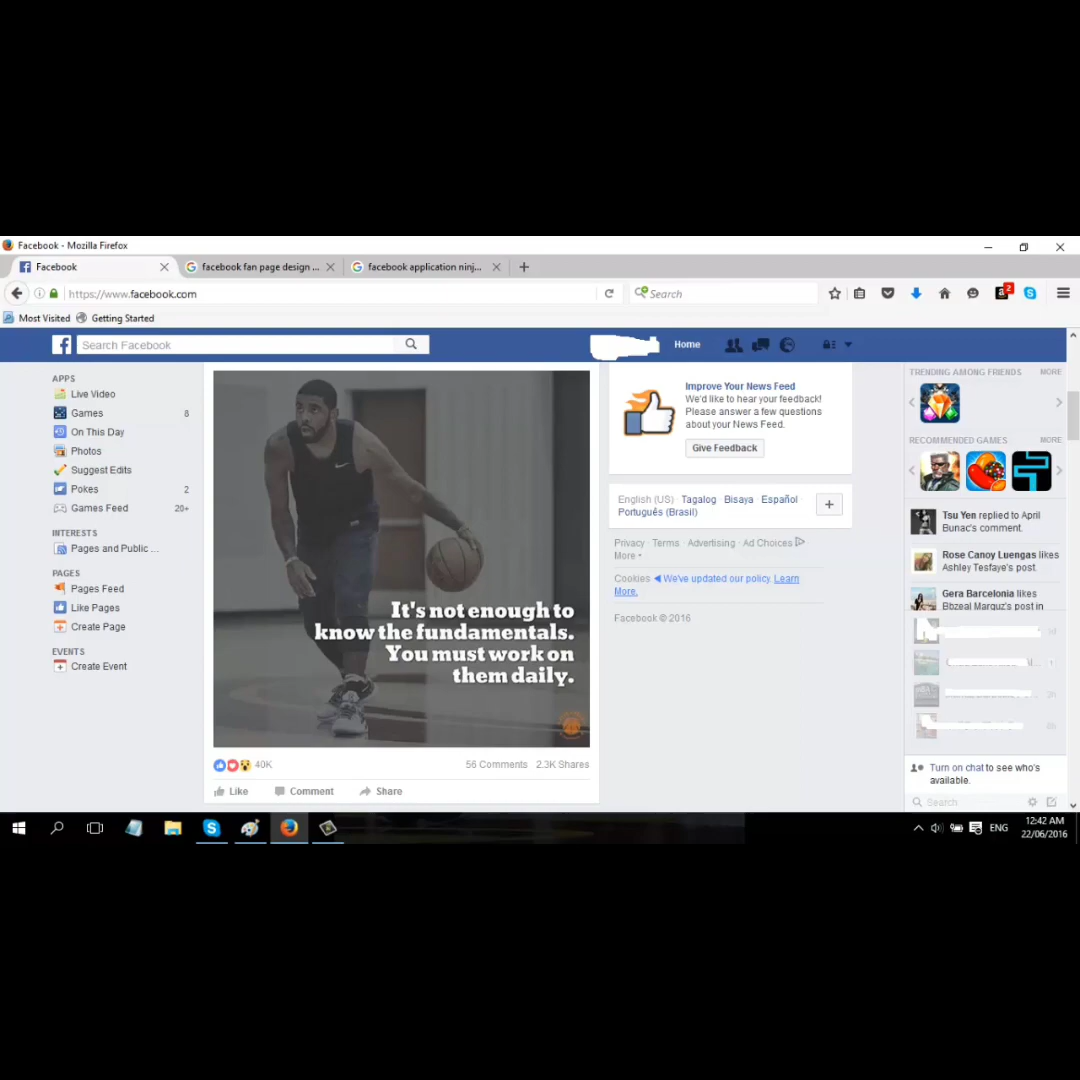 Facebook - Mozilla Firefox
Facebook
facebook fan page design ...
facebook application ninj...
https://www.facebook.com
Search
2
Most Visited
Getting Started
Search Facebook
Home
APPS
Live Video
Games 8
On This Day
Photos
Suggest Edits
Pokes 2
Games Feed 20+
INTERESTS
Pages and Public ...
PAGES
Pages Feed
Like Pages
Create Page
EVENTS
Create Event
It's not enough to
know the fundamentals.
You must work on
them daily.
40K
56 Comments 2.3K Shares
Like Comment Share
Improve Your News Feed
We'd like to hear your feedback!
Please answer a few questions
about your News Feed.
Give Feedback
English (US) Tagalog Bisaya Español
Português (Brasil)
Privacy · Terms · Advertising · Ad Choices
More
Cookies We've updated our policy. Learn
More.
Facebook © 2016
TRENDING AMONG FRIENDS MORE
RECOMMENDED GAMES MORE
Tsu Yen replied to April
Bunac's comment.
Rose Canoy Luengas likes
Ashley Tesfaye's post.
Gera Barcelonia likes
Bbzeal Marquz's post in
Turn on chat to see who's
available.
Search
ENG
12:42 AM
22/06/2016